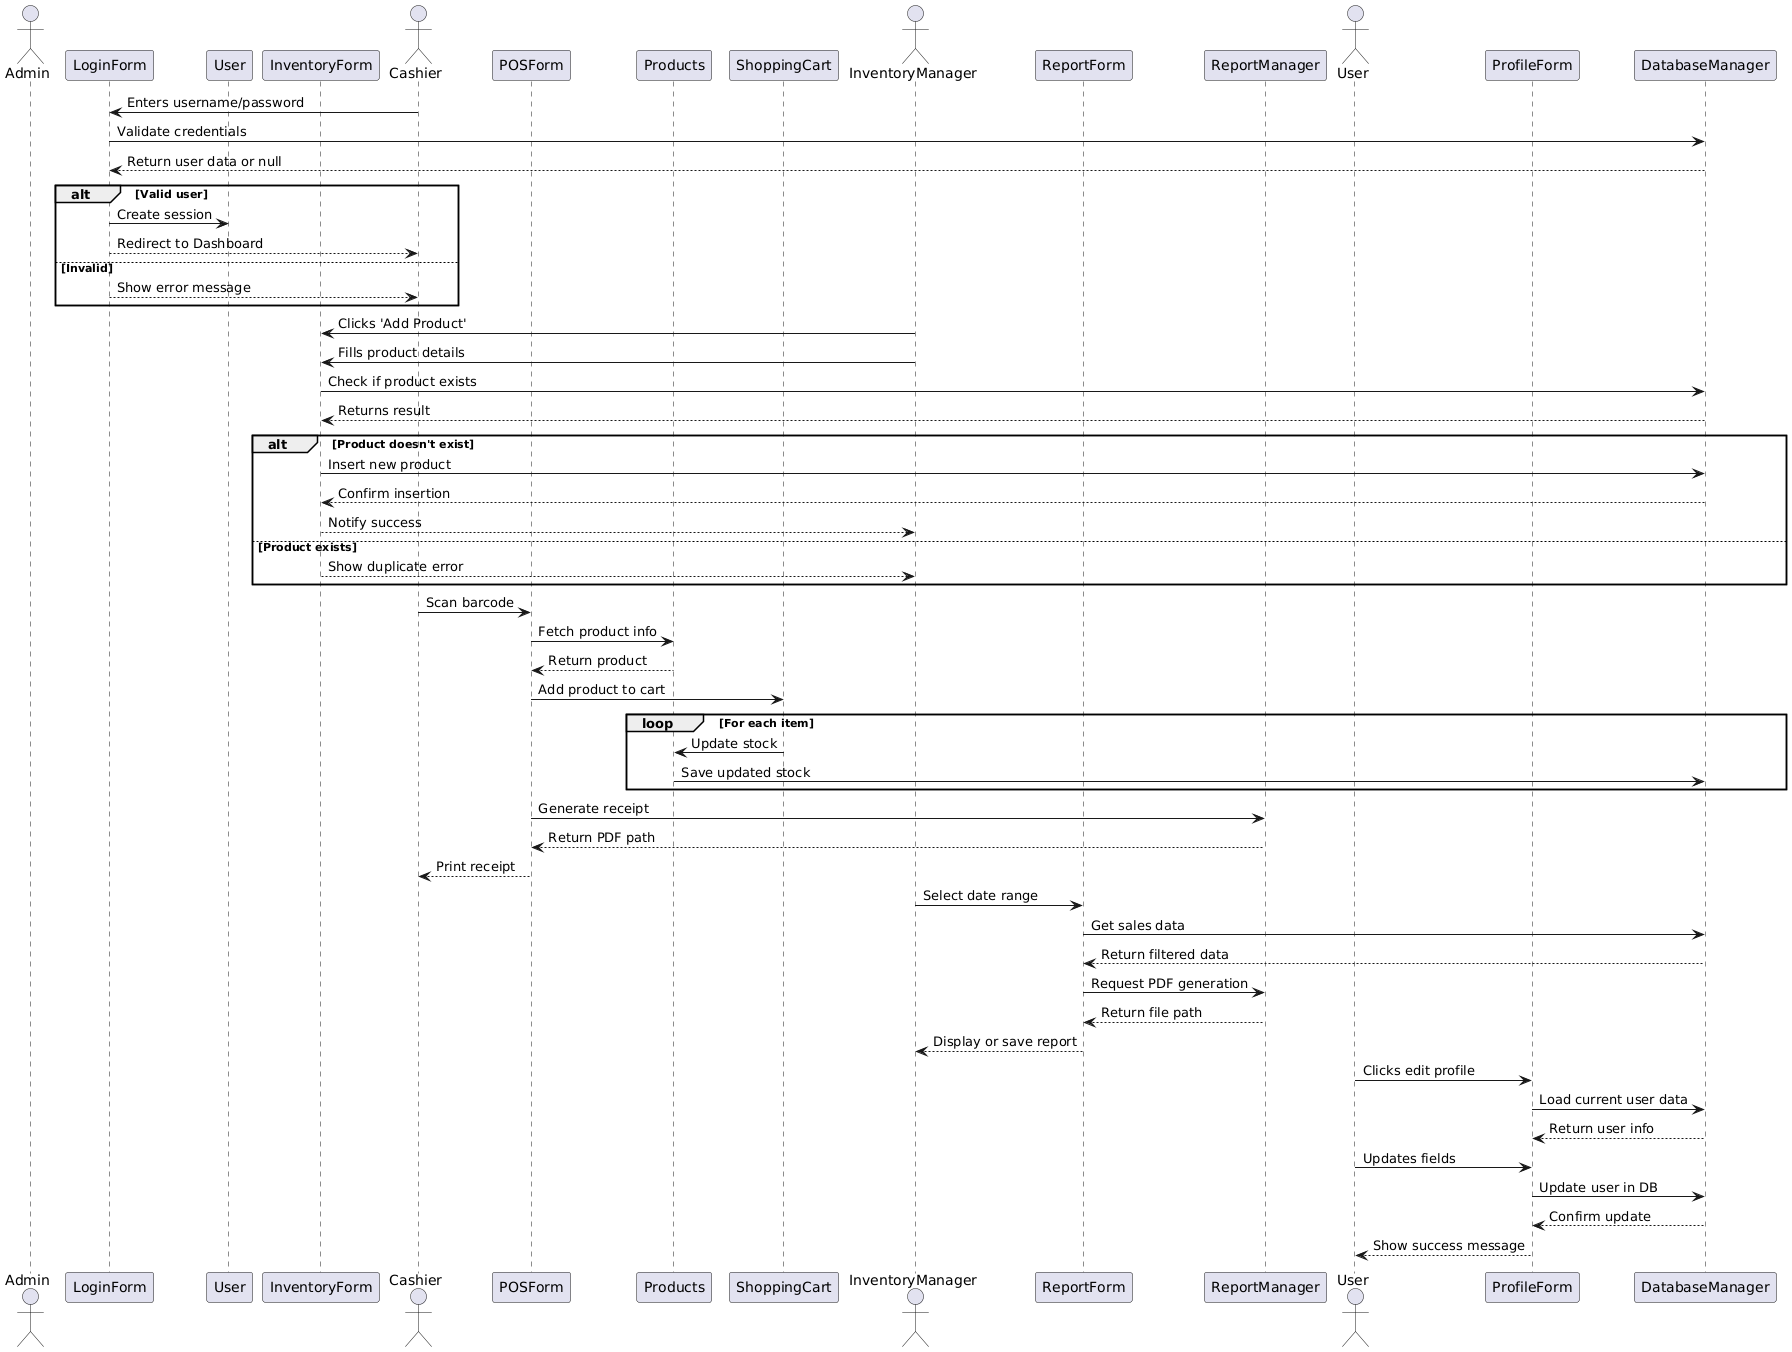 Admin
LoginForm
User
InventoryForm
Cashier
POSForm
Products
ShoppingCart
InventoryManager
ReportForm
ReportManager
User
ProfileForm
DatabaseManager
Enters username/password
Validate credentials
Return user data or null
alt [Valid user]
Create session
Redirect to Dashboard
[Invalid]
Show error message
Clicks 'Add Product'
Fills product details
Check if product exists
Returns result
alt [Product doesn't exist]
Insert new product
Confirm insertion
Notify success
[Product exists]
Show duplicate error
Scan barcode
Fetch product info
Return product
Add product to cart
loop [For each item]
Update stock
Save updated stock
Generate receipt
Return PDF path
Print receipt
Select date range
Get sales data
Return filtered data
Request PDF generation
Return file path
Display or save report
Clicks edit profile
Load current user data
Return user info
Updates fields
Update user in DB
Confirm update
Show success message
Admin
LoginForm
User
InventoryForm
Cashier
POSForm
Products
ShoppingCart
InventoryManager
ReportForm
ReportManager
User
ProfileForm
DatabaseManager